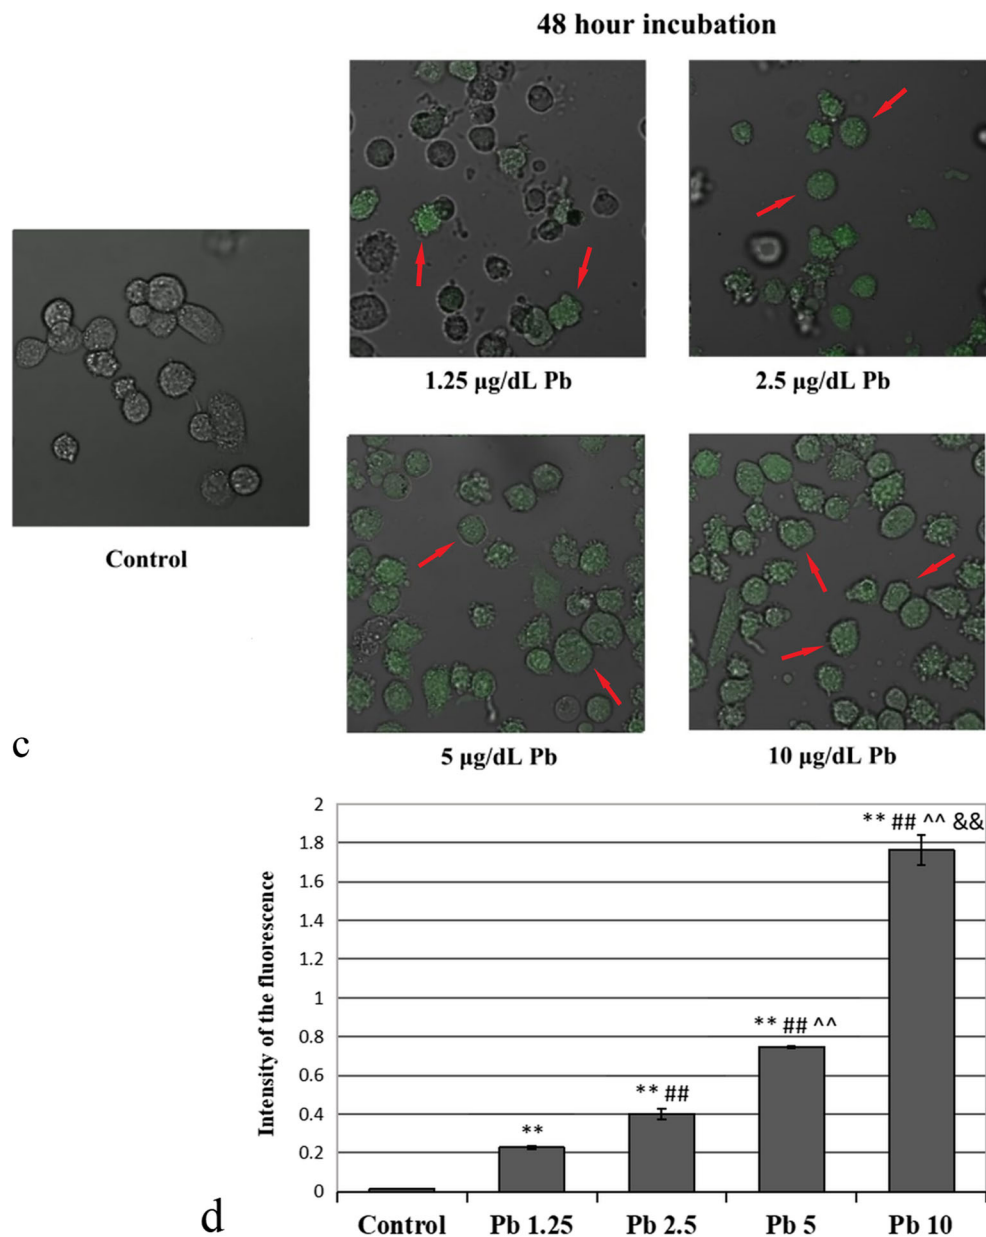 48 hour incubation
1.25 µg/dL Pb
2.5 µg/dL Pb
Control
5 µg/dL Pb
10 µg/dL Pb
c
Intensity of the fluorescence
2
1.8
1.6
1.4
1.2
1
0.8
0.6
0.4
0.2
0
**
** ##
** ## ^^
** ## ^^ &&
Control
Pb 1.25
Pb 2.5
Pb 5
Pb 10
d